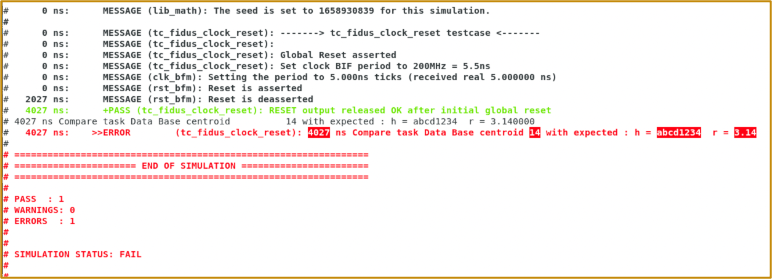 #      0 ns:      MESSAGE (lib_math): The seed is set to 1658930839 for this simulation.
#
#      0 ns:      MESSAGE (tc_fidus_clock_reset): -------> tc_fidus_clock_reset testcase <-------
#      0 ns:      MESSAGE (tc_fidus_clock_reset):
#      0 ns:      MESSAGE (tc_fidus_clock_reset): Global Reset asserted
#      0 ns:      MESSAGE (tc_fidus_clock_reset): Set clock BIF period to 200MHz = 5.5ns
#      0 ns:      MESSAGE (clk_bfm): Setting the period to 5.000ns ticks (received real 5.000000 ns)
#      0 ns:      MESSAGE (rst_bfm): Reset is asserted
#   2027 ns:      MESSAGE (rst_bfm): Reset is deasserted
#   4027 ns:      +PASS (tc_fidus_clock_reset): RESET output released OK after initial global reset
# 4027 ns Compare task Data Base centroid          14 with expected : h = abcd1234  r = 3.140000
#   4027 ns:    >>ERROR        (tc_fidus_clock_reset): 4027 ns Compare task Data Base centroid 14 with expected : h = abcd1234  r = 3.14
#
# ================================================================
# ====================== END OF SIMULATION =======================
# ================================================================
#
# PASS  : 1
# WARNINGS: 0
# ERRORS  : 1
#
#
# SIMULATION STATUS: FAIL
#
#